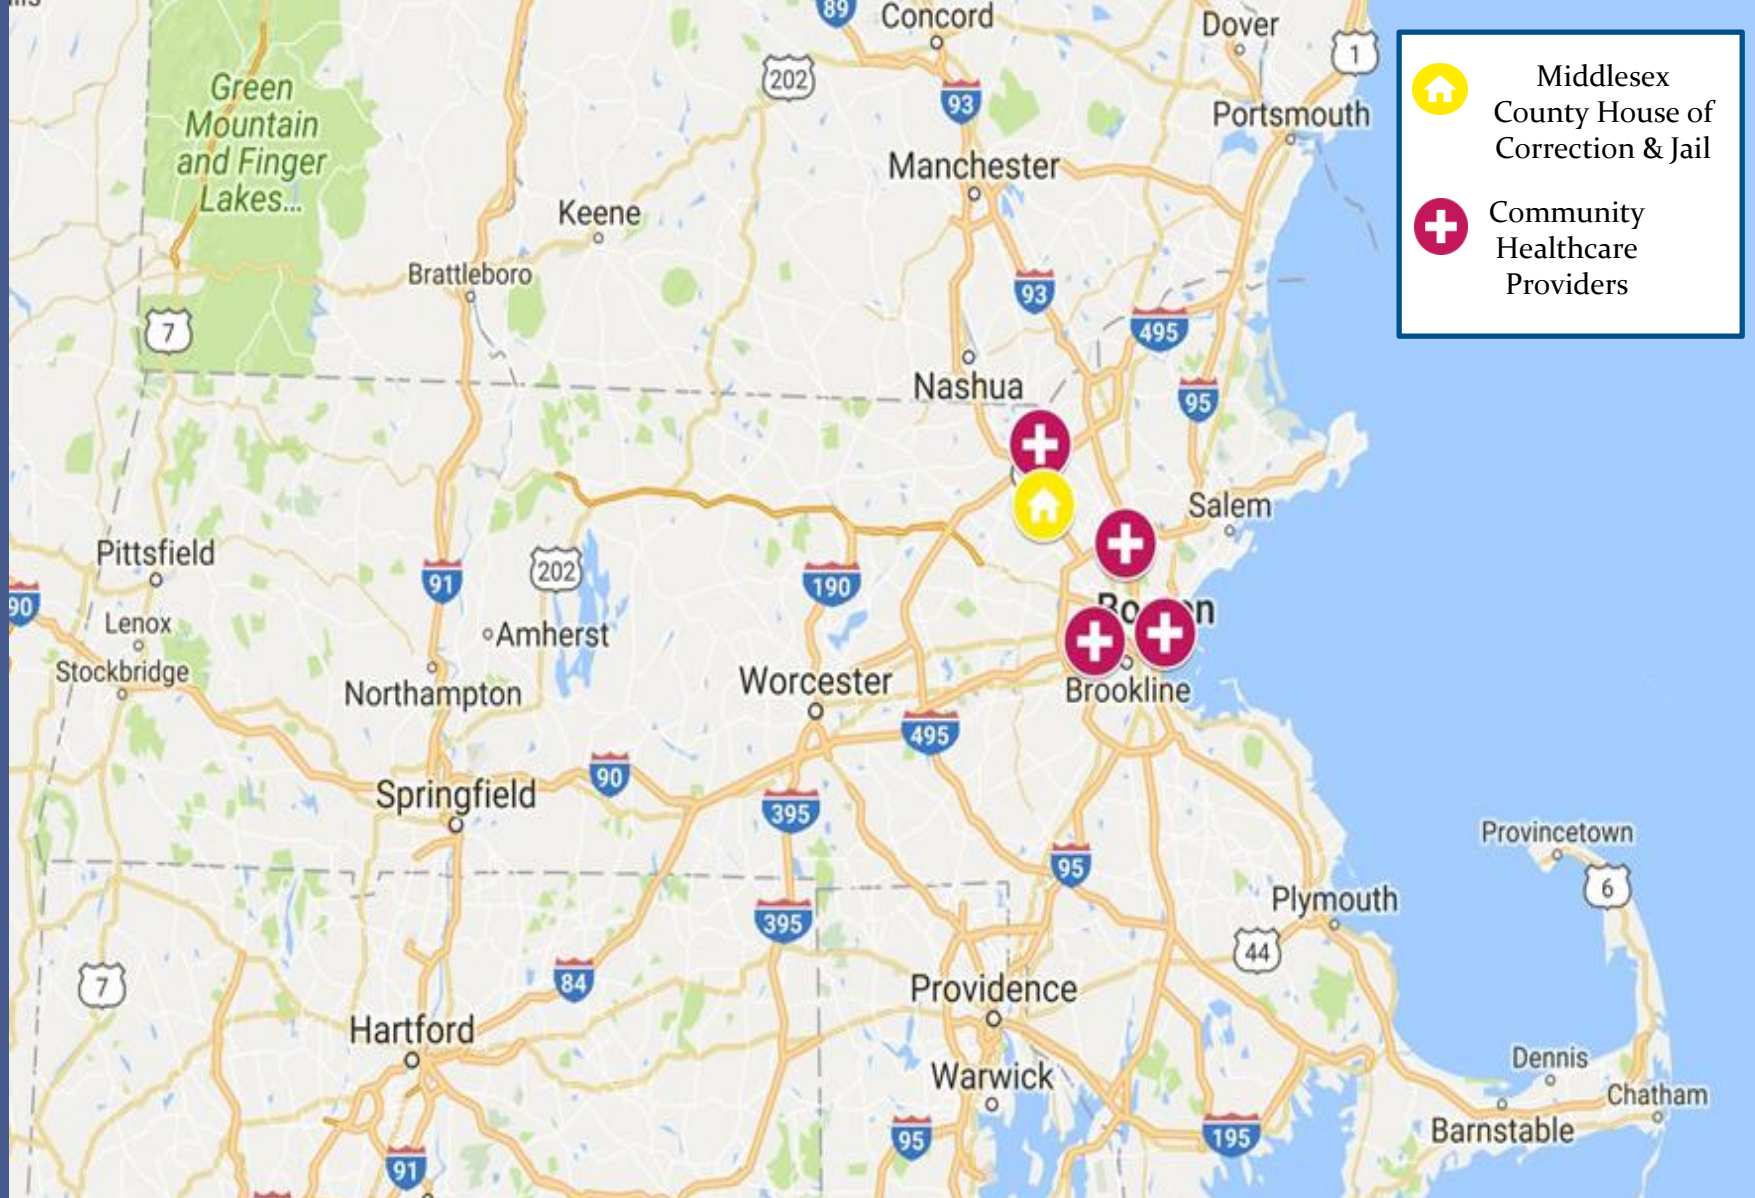 89
Concord
Dover
1
202
Green
Mountain
and Finger
Lakes...
93
Portsmouth
Manchester
Keene
Brattleboro
93
7
495
Nashua
95
Salem
Pittsfield
91
202
190
90
Lenox
Amherst
Stockbridge
Northampton
Worcester
Brookline
495
90
Springfield
395
Provincetown
95
6
Plymouth
395
44
84
7
Providence
Hartford
Warwick
Dennis
Chatham
Barnstable
95
195
91
Middlesex
County House of
Correction & Jail
Community
Healthcare
Providers